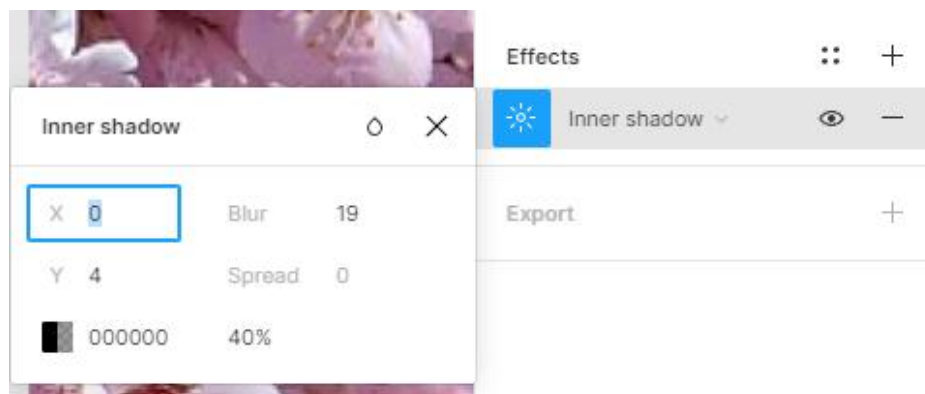 Effects
Inner shadow
Inner shadow
X 0 Blur 19
Export
Y 4 Spread 0
000000 40%